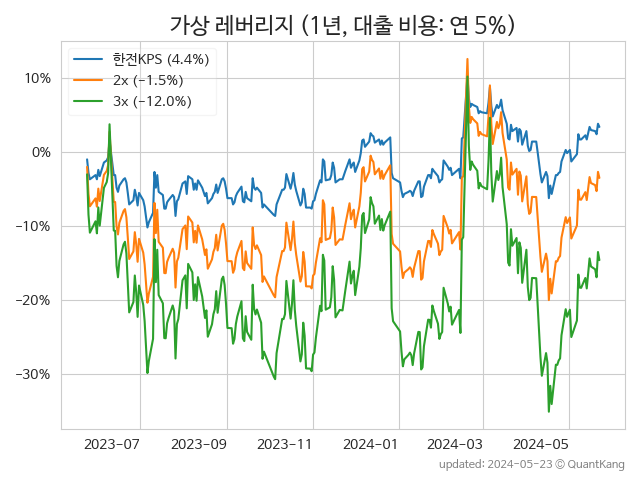 가상 레버리지 (1년, 대출 비용: 연 5%)
한전KPS (4.4%)
2x (−1.5%)
3x (−12.0%)
10%
0%
−10%
−20%
−30%
2023-07
2023-09
2023-11
2024-01
2024-03
2024-05
updated: 2024-05-23 © QuantKang